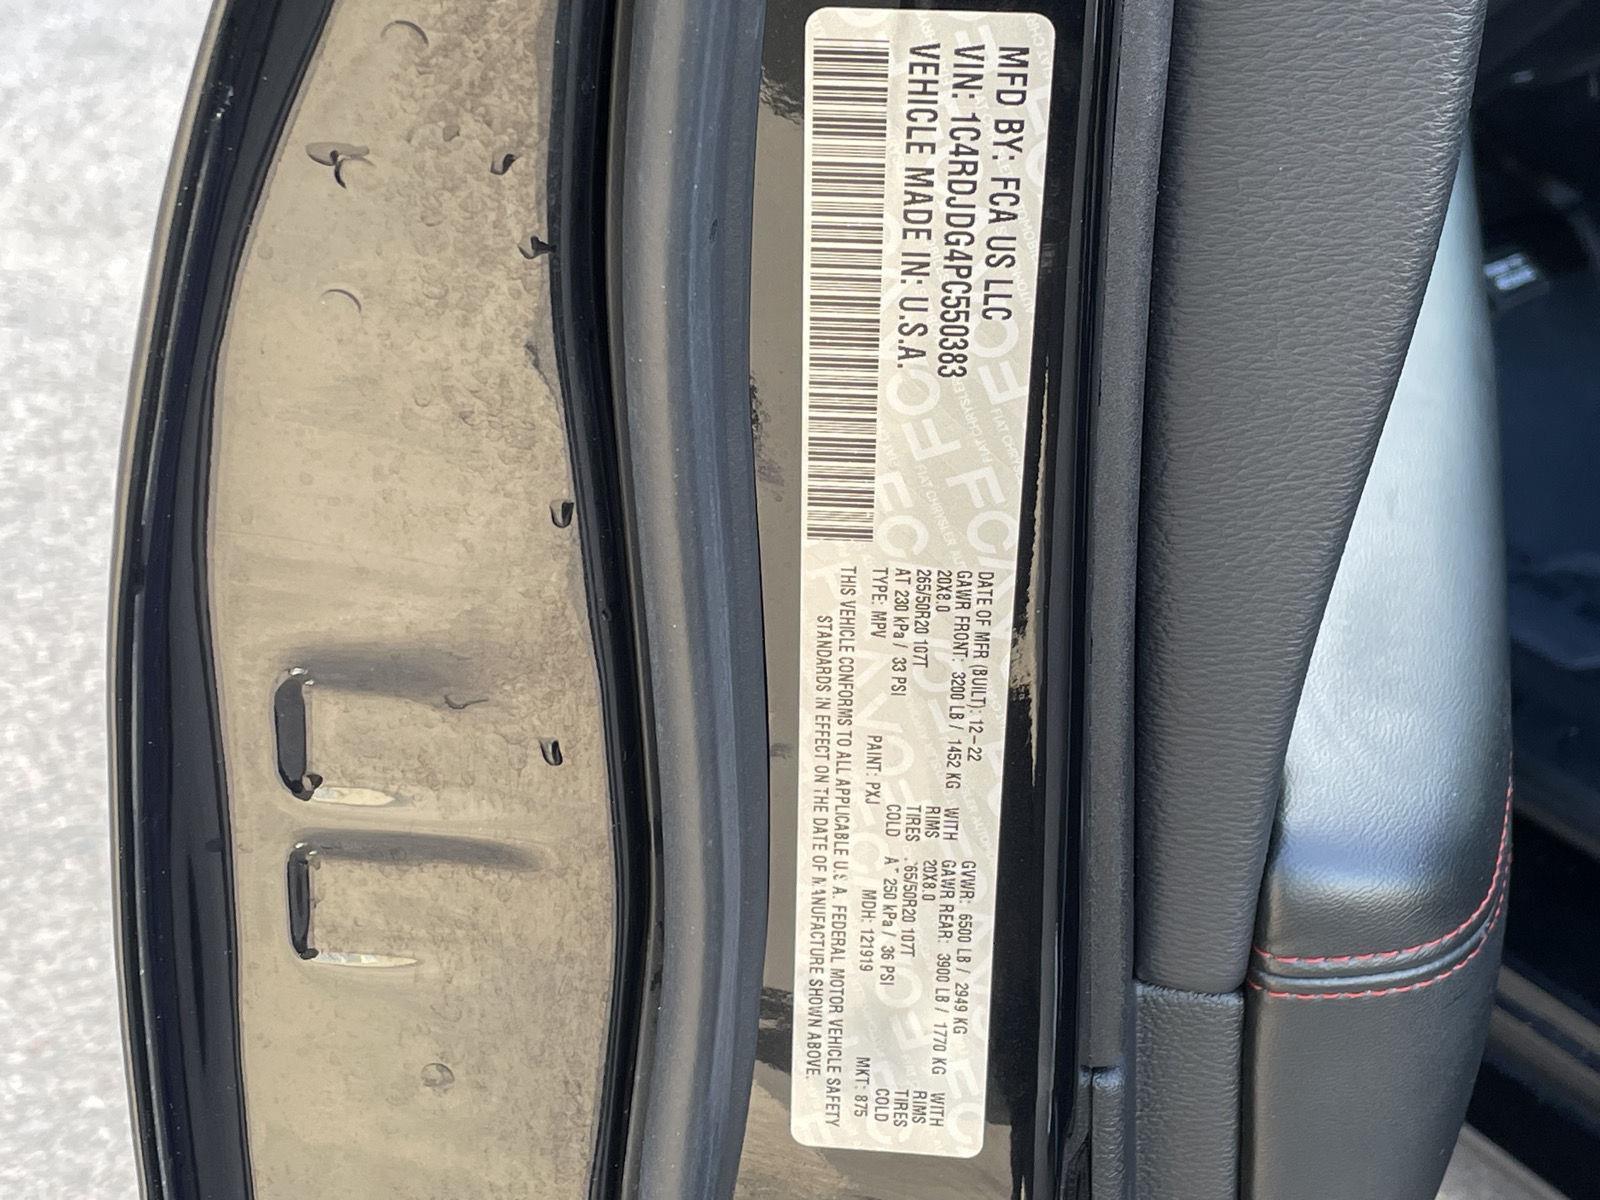 MFD BY: FCA US LLC
VIN: 1C4RDJDG4PC550383
VEHICLE MADE IN: U.S.A.
DATE OF MFR (BUILT): 12-22 GVWR: 6500 LB / 2949 KG
GAWR FRONT: 3200 LB / 1452 KG WITH GAWR REAR: 3900 LB / 1770 KG WITH
20X8.0 RIMS 20X8.0 RIMS
265/50R20 107T TIRES 65/50R20 107T TIRES
AT 230 kPa / 33 PSI COLD A 250 kPa / 36 PSI COLD
TYPE: MPV PAINT: PXJ MDH: 121919 MKT: 875
THIS VEHICLE CONFORMS TO ALL APPLICABLE U.S.A. FEDERAL MOTOR VEHICLE SAFETY
STANDARDS IN EFFECT ON THE DATE OF MANUFACTURE SHOWN ABOVE.